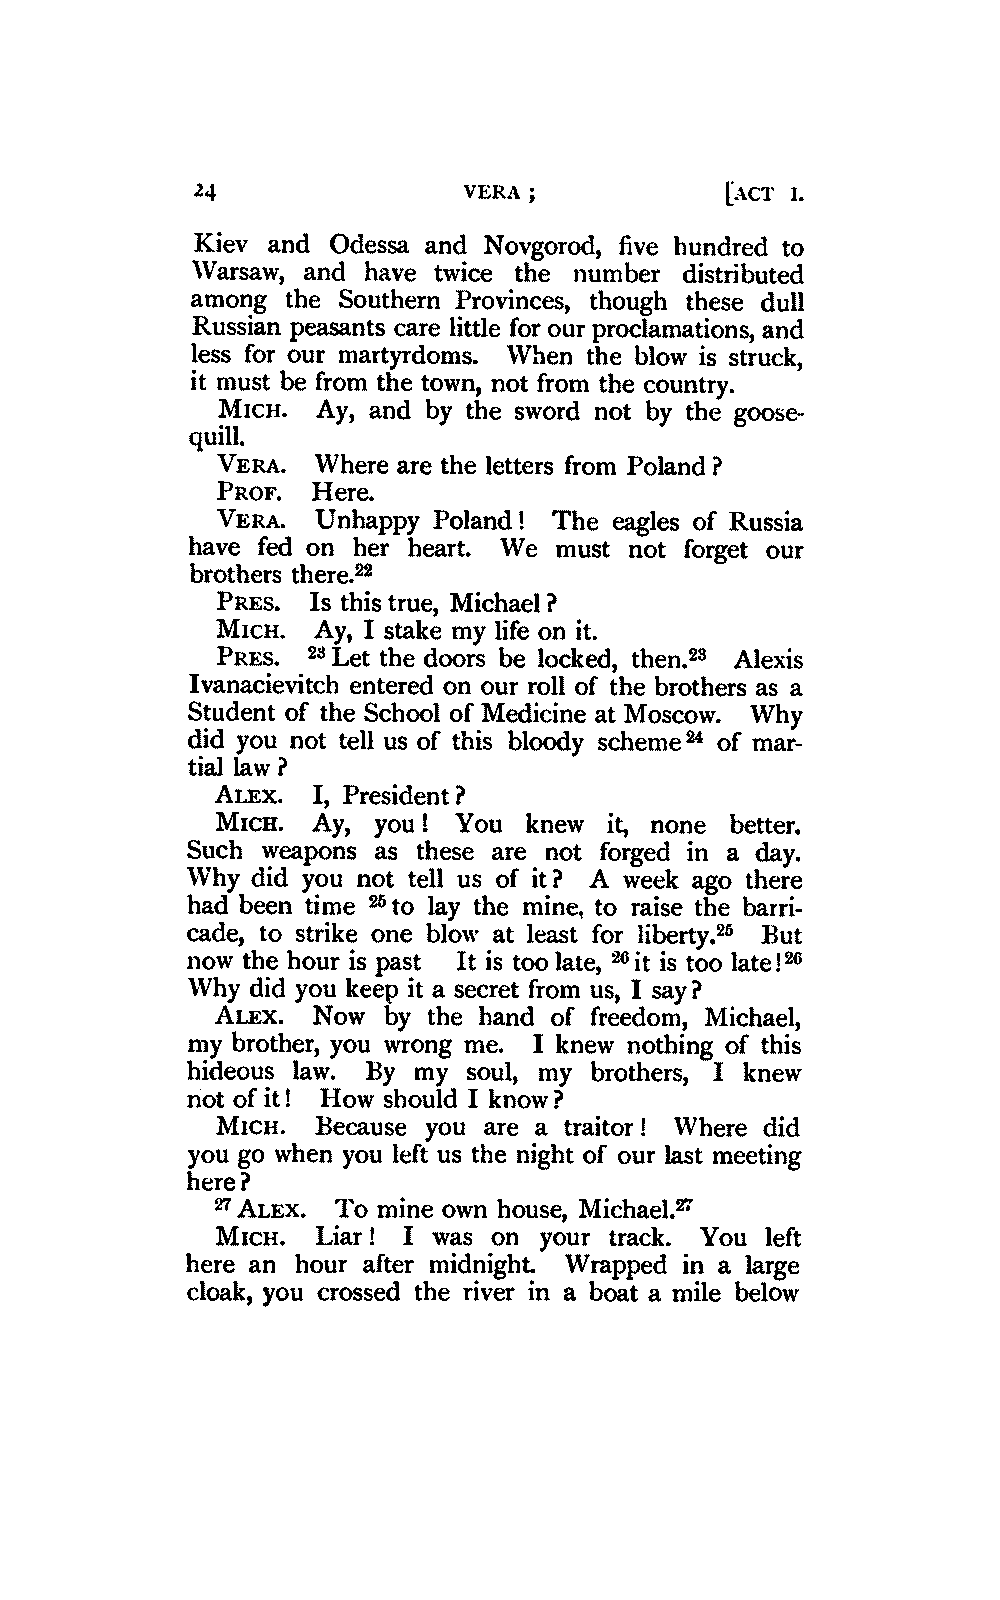 24 VERA ; [ACT I.
Kiev and Odessa and Novgorod, five hundred to
Warsaw, and have twice the number distributed
among the Southern Provinces, though these dull
Russian peasants care little for our proclamations, and
less for our martyrdoms. When the blow is struck,
it must be from the town, not from the country.
MICH. Ay, and by the sword not by the goose-
quill.
VERA. Where are the letters from Poland?
PROF. Here.
VERA. Unhappy Poland! The eagles of Russia
have fed on her heart. We must not forget our
brothers there.²²
PRES. Is this true, Michael?
MICH. Ay, I stake my life on it.
PRES. ²³ Let the doors be locked, then.²³ Alexis
Ivanacievitch entered on our roll of the brothers as a
Student of the School of Medicine at Moscow. Why
did you not tell us of this bloody scheme ²⁴ of mar-
tial law?
ALEX. I, President?
MICH. Ay, you! You knew it, none better.
Such weapons as these are not forged in a day.
Why did you not tell us of it? A week ago there
had been time ²⁵ to lay the mine, to raise the barri-
cade, to strike one blow at least for liberty.²⁵ But
now the hour is past It is too late, ²⁶ it is too late!²⁶
Why did you keep it a secret from us, I say?
ALEX. Now by the hand of freedom, Michael,
my brother, you wrong me. I knew nothing of this
hideous law. By my soul, my brothers, I knew
not of it! How should I know?
MICH. Because you are a traitor! Where did
you go when you left us the night of our last meeting
here?
²⁷ ALEX. To mine own house, Michael.²⁷
MICH. Liar! I was on your track. You left
here an hour after midnight. Wrapped in a large
cloak, you crossed the river in a boat a mile below